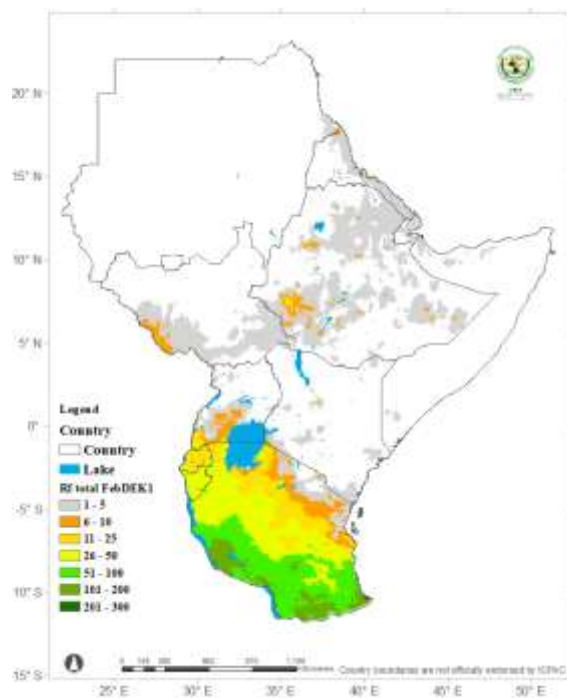 20° N
15° N
10° N
5° N
0°
5° S
10° S
15° S
25° E
30° E
35° E
40° E
45° E
50° E
Legend
Country
Country
Lake
Rf total FebDEK1
1 - 5
6 - 10
11 - 25
26 - 50
51 - 100
101 - 200
201 - 300
Country boundaries are not officially endorsed by ICPAC